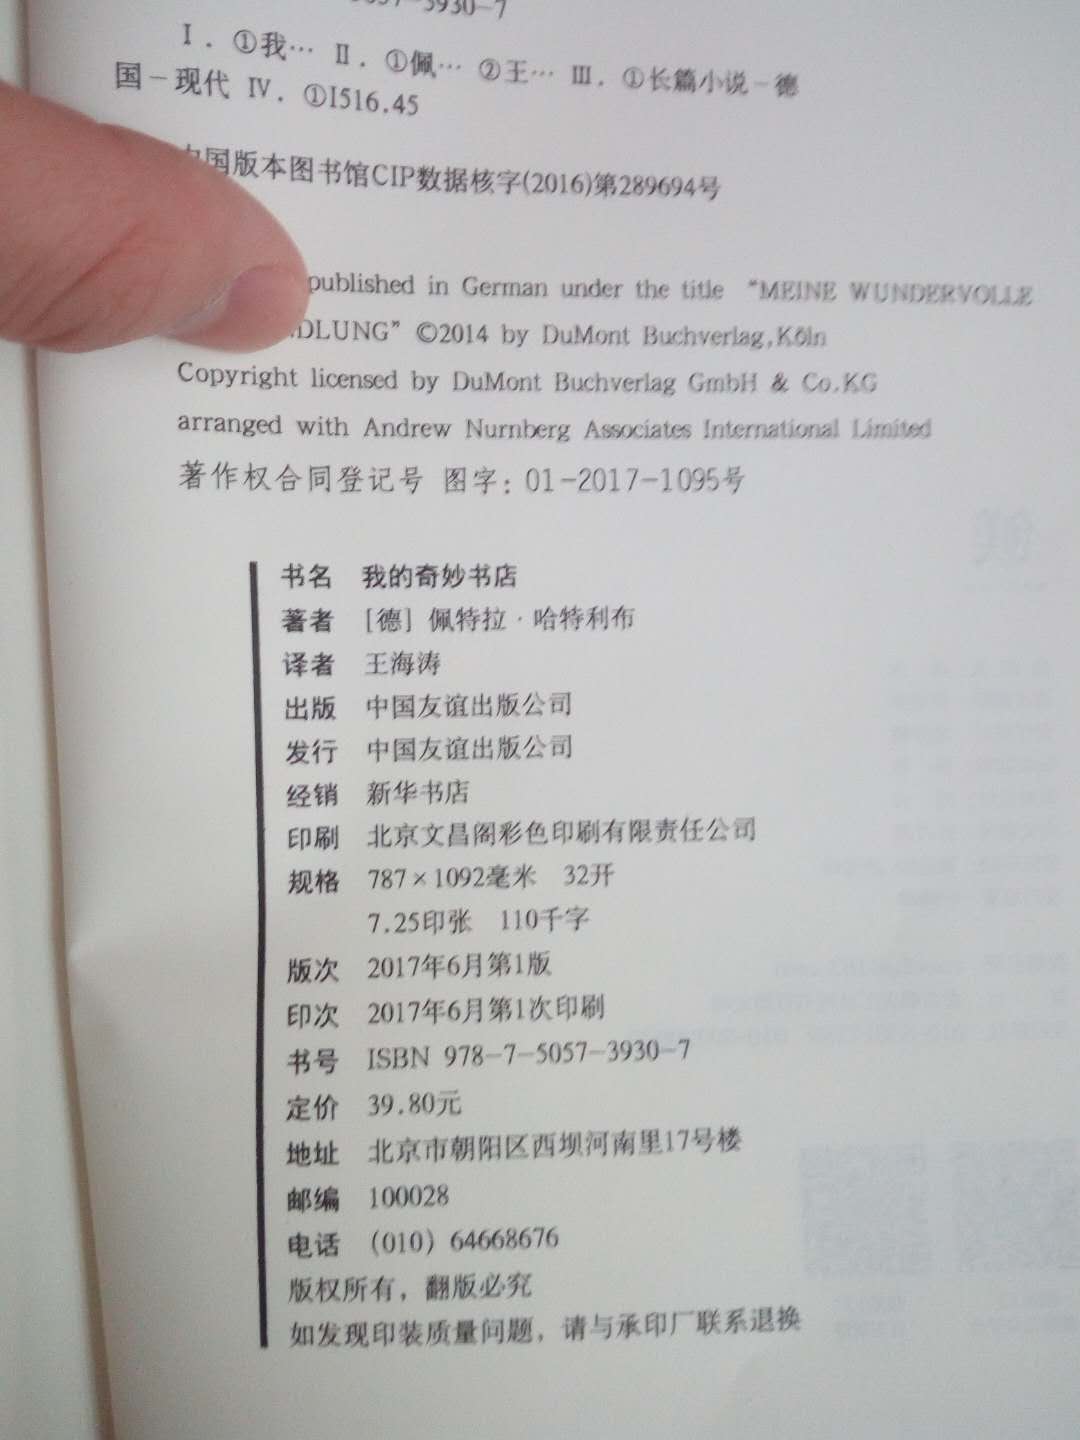 3930-7
Ⅰ. ①我… Ⅱ. ①佩… ②王… Ⅲ. ①长篇小说-德
国-现代 Ⅳ. ①I516.45
国版本图书馆CIP数据核字(2016)第289694号
published in German under the title “MEINE WUNDERVOLLE
DLUNG” ©2014 by DuMont Buchverlag,Köln
Copyright licensed by DuMont Buchverlag GmbH & Co.KG
arranged with Andrew Nurnberg Associates International Limited
著作权合同登记号 图字: 01-2017-1095号
书名 我的奇妙书店
著者 [德] 佩特拉·哈特利布
译者 王海涛
出版 中国友谊出版公司
发行 中国友谊出版公司
经销 新华书店
印刷 北京文昌阁彩色印刷有限责任公司
规格 787×1092毫米 32开
7.25印张 110千字
版次 2017年6月第1版
印次 2017年6月第1次印刷
书号 ISBN 978-7-5057-3930-7
定价 39.80元
地址 北京市朝阳区西坝河南里17号楼
邮编 100028
电话 (010) 64668676
版权所有，翻版必究
如发现印装质量问题，请与承印厂联系退换